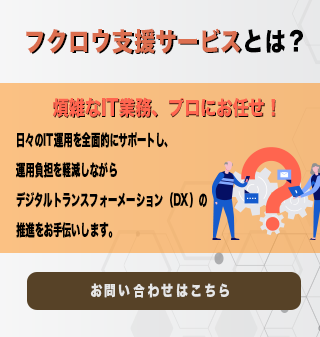 フクロウ支援サービスとは？
煩雑なIT業務、プロにお任せ！
日々のIT運用を全面的にサポートし、
運用負担を軽減しながら
デジタルトランスフォーメーション（DX）の
推進をお手伝いします。
お問い合わせはこちら